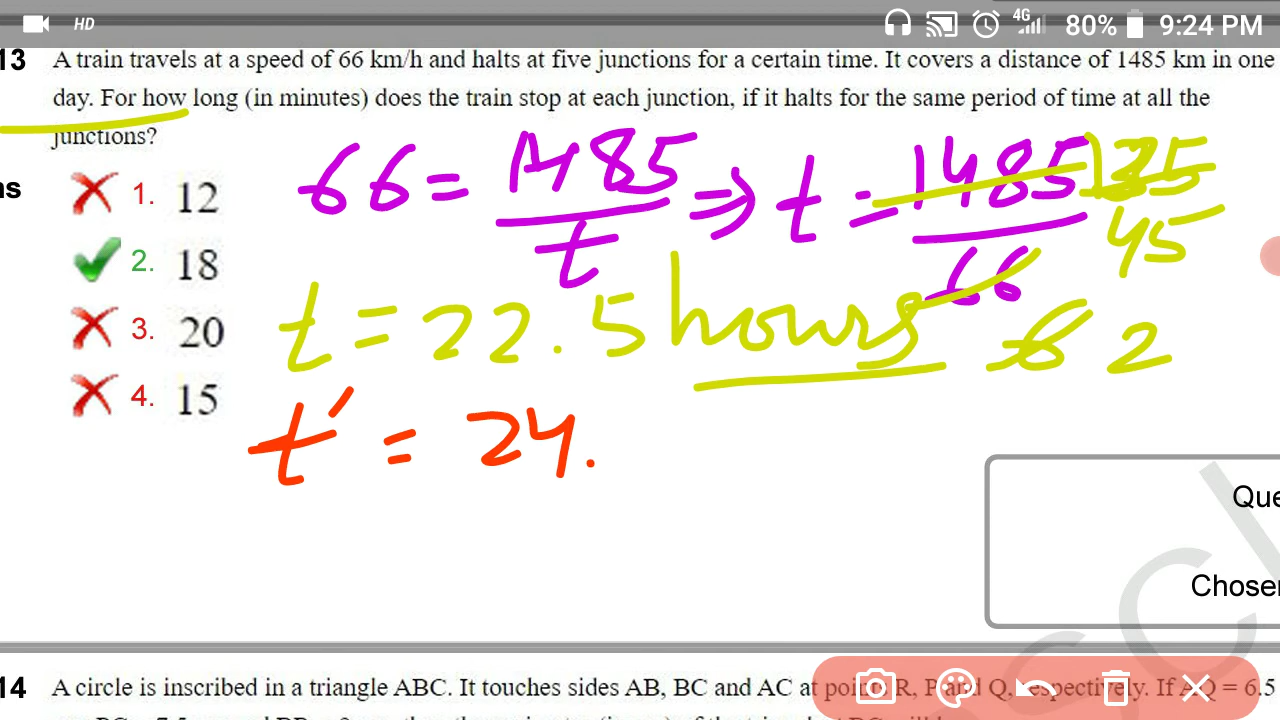 HD 4G 80% 9:24 PM
13 A train travels at a speed of 66 km/h and halts at five junctions for a certain time. It covers a distance of 1485 km in one
day. For how long (in minutes) does the train stop at each junction, if it halts for the same period of time at all the
junctions?
ns
1. 12
2. 18
3. 20
4. 15
66 = 1485/t ⇒ t = 1485/66
135
45
6 2
t = 22.5 hours
t' = 24.
Que
Chosen
14 A circle is inscribed in a triangle ABC. It touches sides AB, BC and AC at points R, P and Q, respectively. If AQ = 6.5